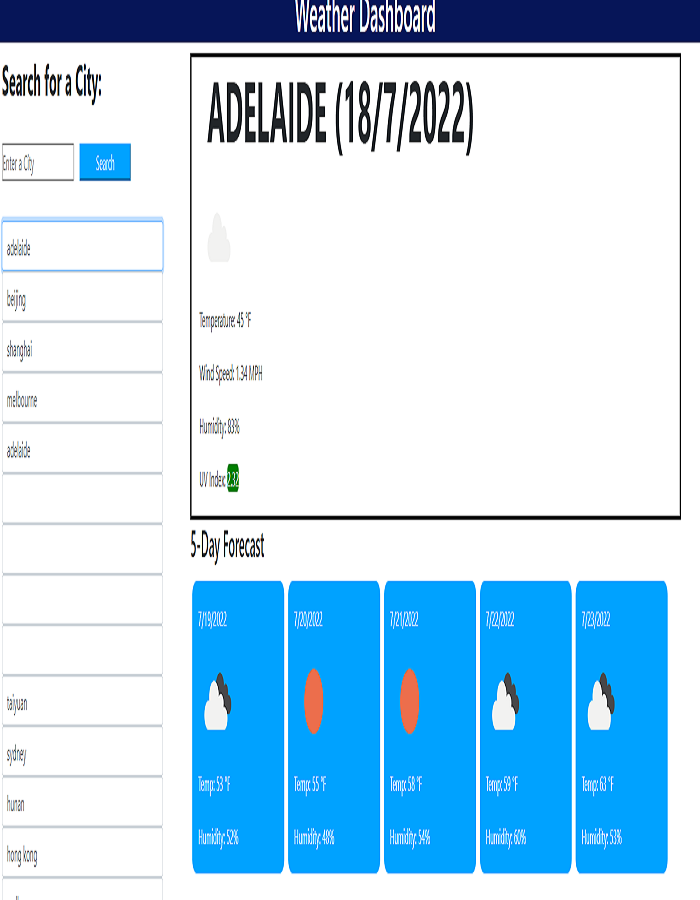 Weather Dashboard
Search for a City:
Enter a City
Search
adelaide
beijing
shanghai
melbourne
adelaide
taiyuan
sydney
hunan
hong kong
ADELAIDE (18/7/2022)
Temperature: 45 °F
Wind Speed: 1.34 MPH
Humidity: 83%
UV Index: 2.32
5-Day Forecast
7/19/2022
Temp: 53 °F
Humidity: 52%
7/20/2022
Temp: 55 °F
Humidity: 48%
7/21/2022
Temp: 58 °F
Humidity: 54%
7/22/2022
Temp: 59 °F
Humidity: 60%
7/23/2022
Temp: 63 °F
Humidity: 53%